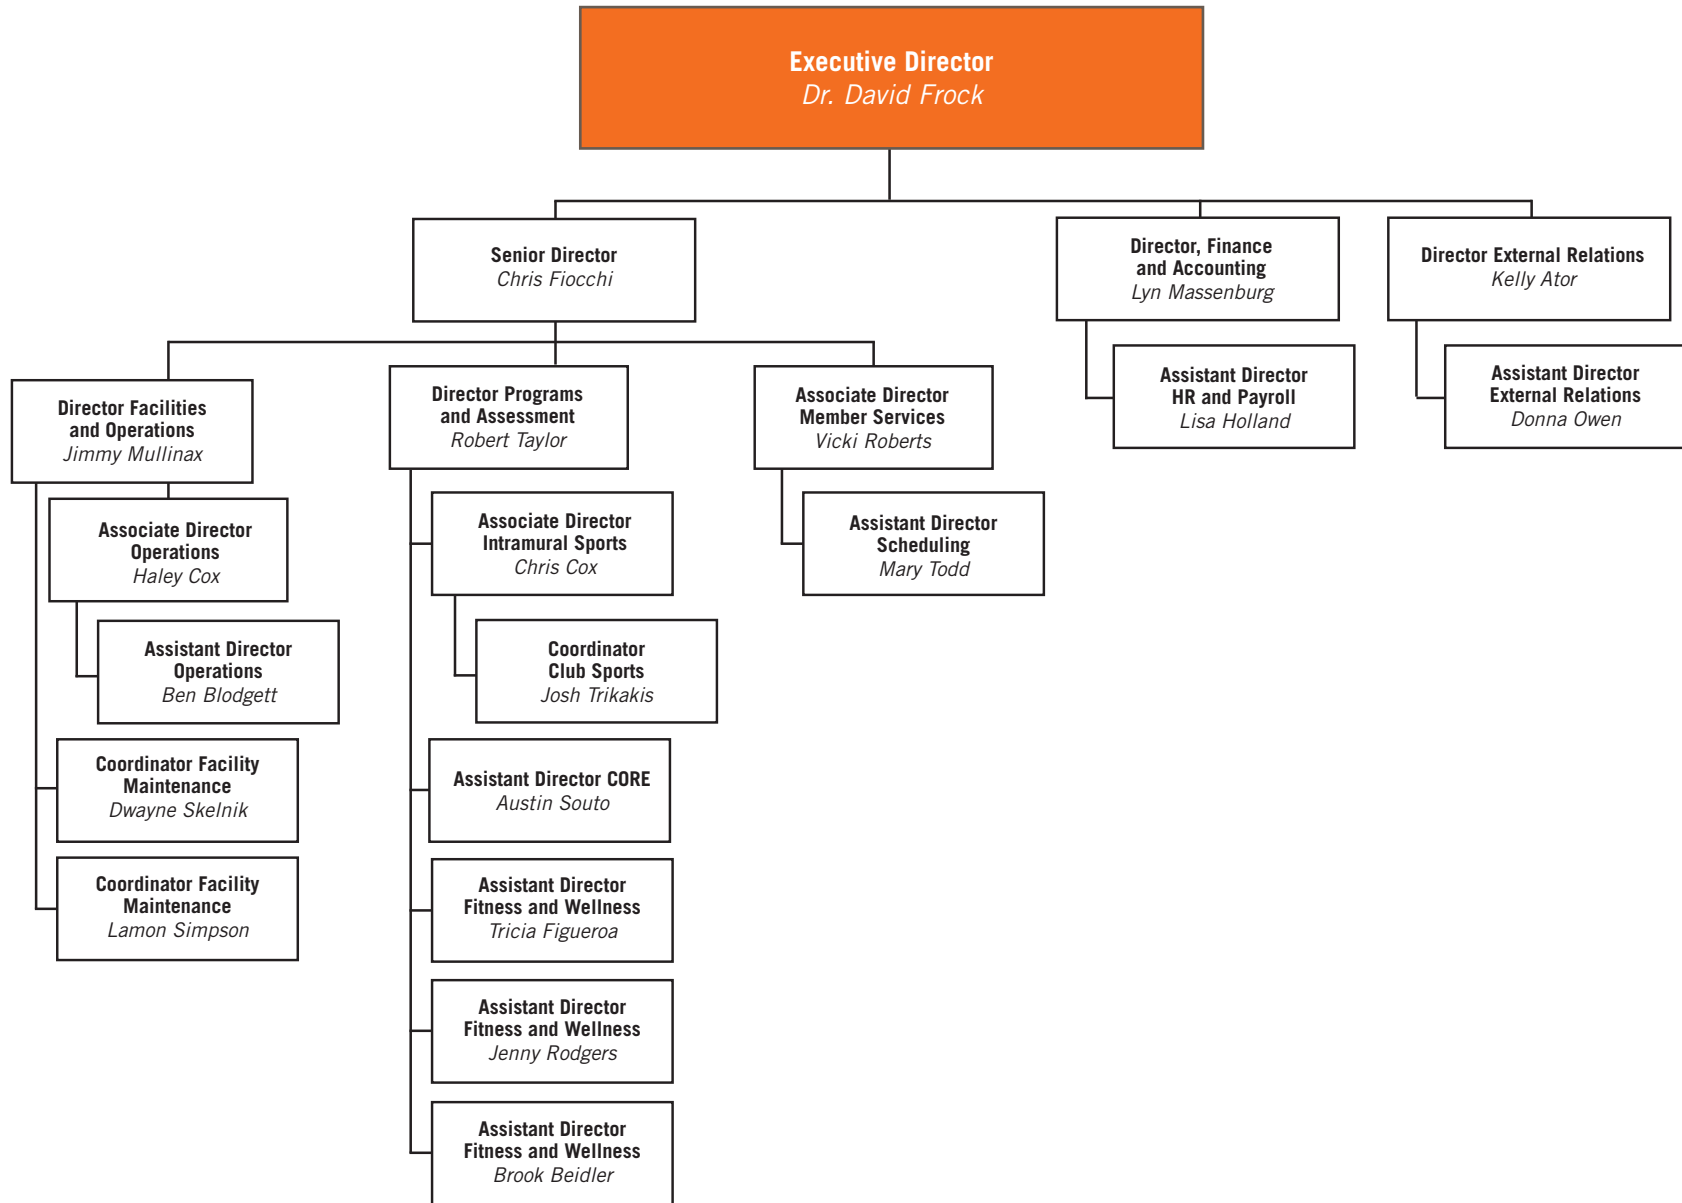 Executive Director
Dr. David Frock
Senior Director
Chris Fiocchi
Director, Finance
and Accounting
Lyn Massenburg
Director External Relations
Kelly Ator
Assistant Director
HR and Payroll
Lisa Holland
Assistant Director
External Relations
Donna Owen
Director Facilities
and Operations
Jimmy Mullinax
Director Programs
and Assessment
Robert Taylor
Associate Director
Member Services
Vicki Roberts
Associate Director
Operations
Haley Cox
Assistant Director
Operations
Ben Blodgett
Coordinator Facility
Maintenance
Dwayne Skelnik
Coordinator Facility
Maintenance
Lamon Simpson
Associate Director
Intramural Sports
Chris Cox
Coordinator
Club Sports
Josh Trikakis
Assistant Director CORE
Austin Souto
Assistant Director
Fitness and Wellness
Tricia Figueroa
Assistant Director
Fitness and Wellness
Jenny Rodgers
Assistant Director
Fitness and Wellness
Brook Beidler
Assistant Director
Scheduling
Mary Todd